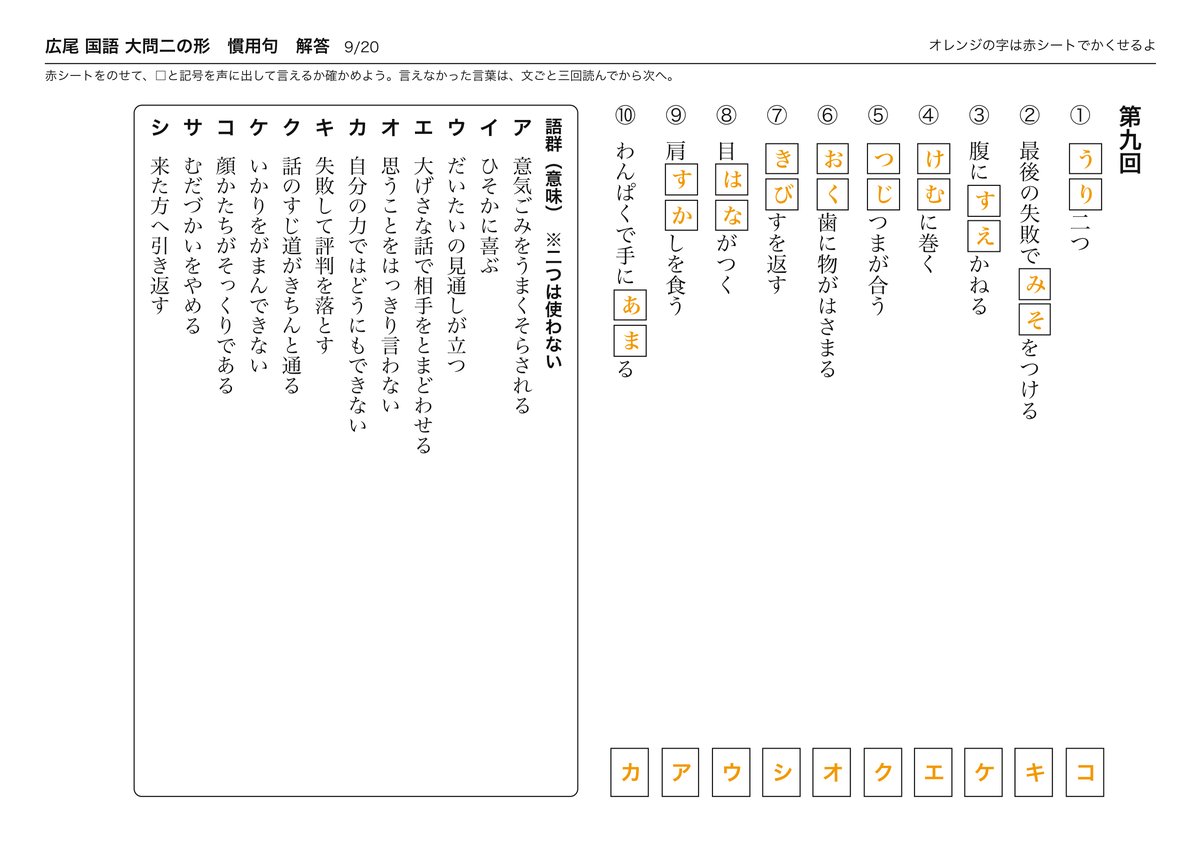 広尾 国語 大問二の形　慣用句　解答　9/20
オレンジの字は赤シートでかくせるよ
赤シートをのせて、□と記号を声に出して言えるか確かめよう。言えなかった言葉は、文ごと三回読んでから次へ。
第九回
① うり二つ コ
② 最後の失敗でみそをつける キ
③ 腹にすえかねる ケ
④ けむに巻く エ
⑤ つじつまが合う ク
⑥ おく歯に物がはさまる オ
⑦ きびすを返す シ
⑧ 目はながつく ウ
⑨ 肩すかしを食う ア
⑩ わんぱくで手にあまる カ
語群（意味）　※二つは使わない
ア　意気ごみをうまくそらされる
イ　ひそかに喜ぶ
ウ　だいたいの見通しが立つ
エ　大げさな話で相手をとまどわせる
オ　思うことをはっきり言わない
カ　自分の力ではどうにもできない
キ　失敗して評判を落とす
ク　話のすじ道がきちんと通る
ケ　いかりをがまんできない
コ　顔かたちがそっくりである
サ　むだづかいをやめる
シ　来た方へ引き返す